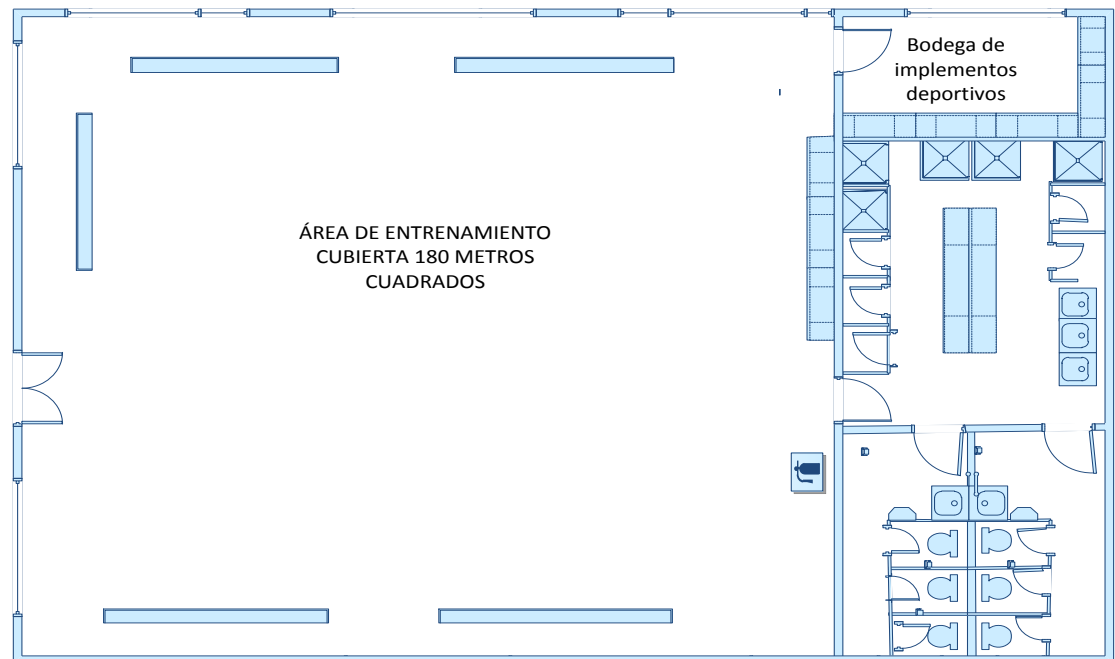 Bodega de
implementos
deportivos
ÁREA DE ENTRENAMIENTO
CUBIERTA 180 METROS
CUADRADOS